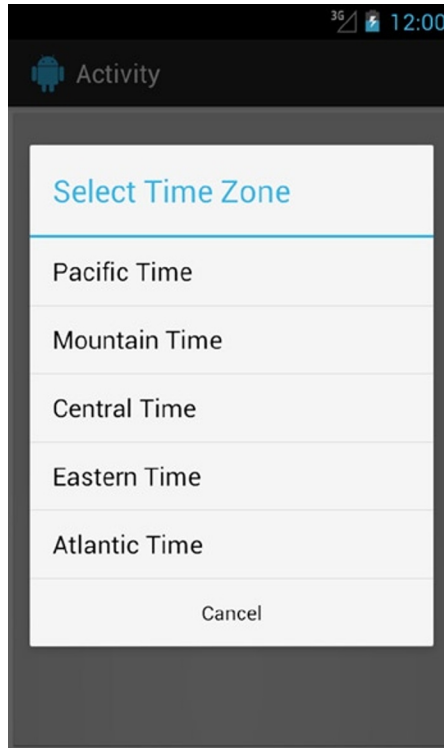 3G 12:00
Activity
Select Time Zone
Pacific Time
Mountain Time
Central Time
Eastern Time
Atlantic Time
Cancel